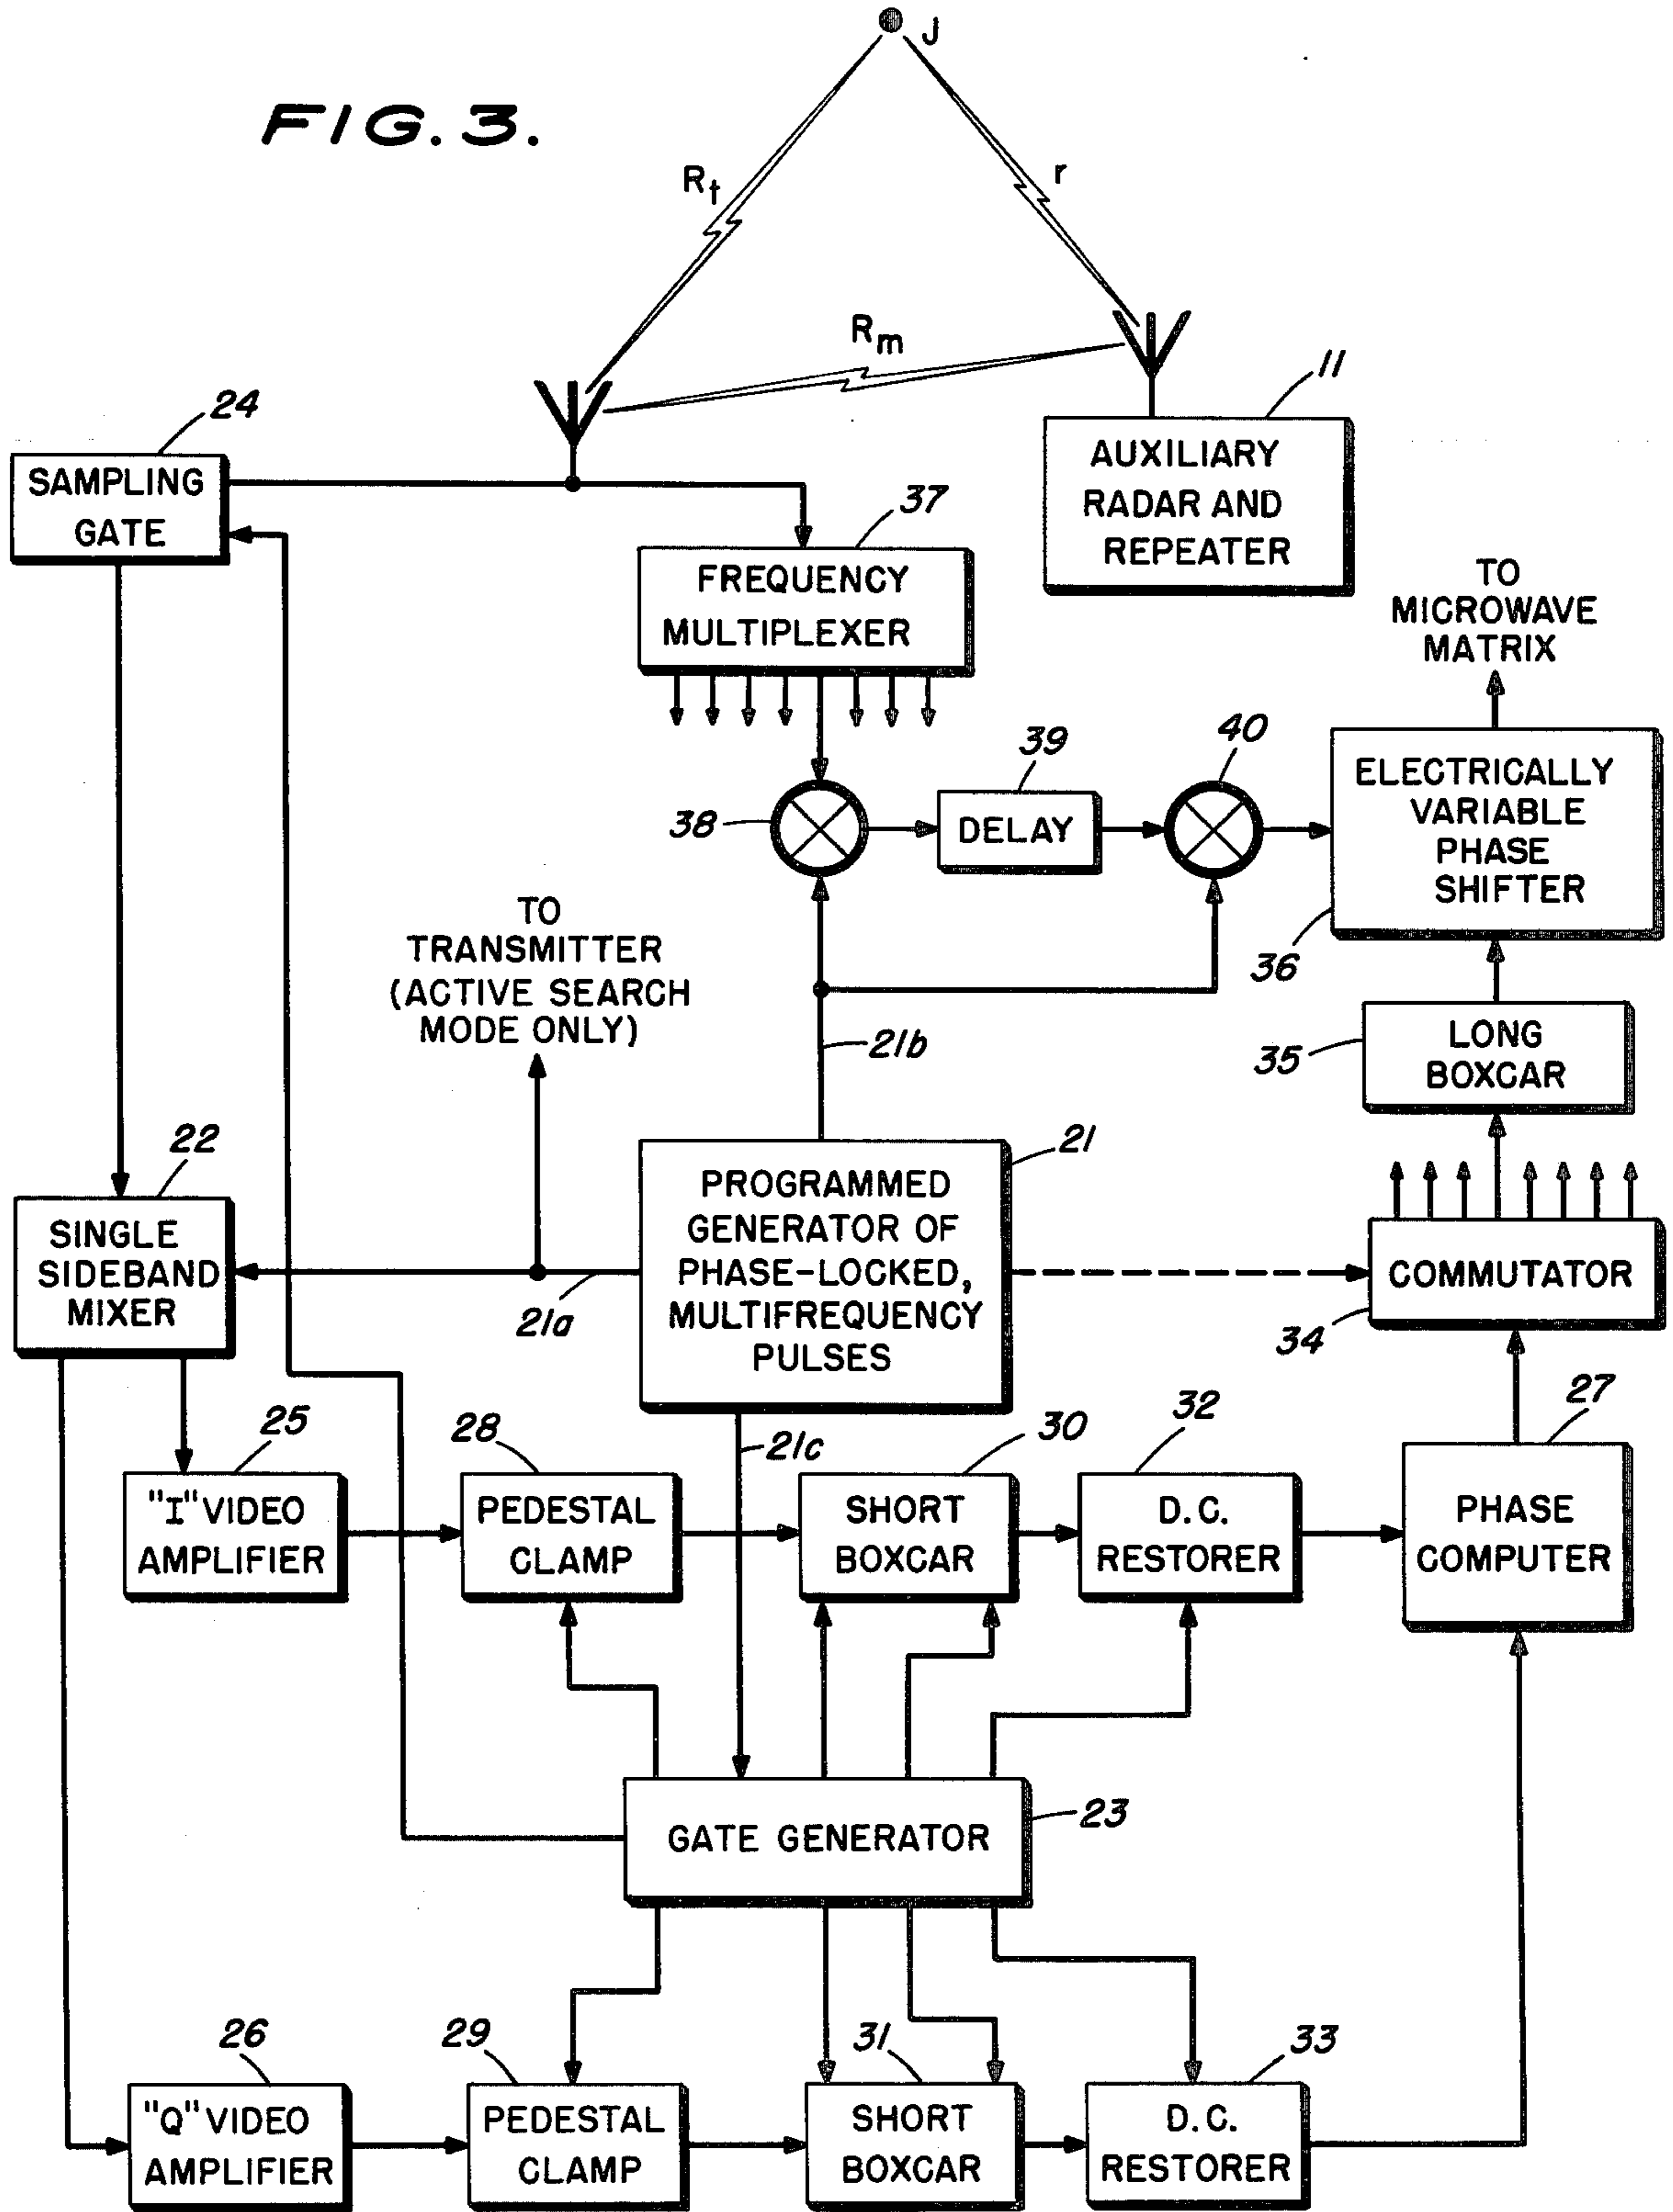 J
FIG. 3.
Rt
r
Rm
11
24
SAMPLING
GATE
AUXILIARY
RADAR AND
REPEATER
37
FREQUENCY
MULTIPLEXER
TO
MICROWAVE
MATRIX
38
39
DELAY
40
ELECTRICALLY
VARIABLE
PHASE
SHIFTER
36
TO
TRANSMITTER
(ACTIVE SEARCH
MODE ONLY)
21b
LONG
BOXCAR
35
22
SINGLE
SIDEBAND
MIXER
21a
21
PROGRAMMED
GENERATOR OF
PHASE-LOCKED,
MULTIFREQUENCY
PULSES
COMMUTATOR
34
25
"I" VIDEO
AMPLIFIER
28
PEDESTAL
CLAMP
21c
30
SHORT
BOXCAR
32
D.C.
RESTORER
27
PHASE
COMPUTER
GATE GENERATOR
23
26
"Q" VIDEO
AMPLIFIER
29
PEDESTAL
CLAMP
31
SHORT
BOXCAR
33
D.C.
RESTORER